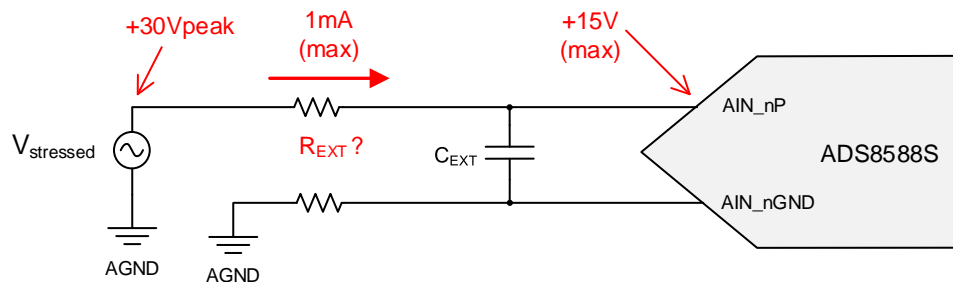 +30Vpeak
1mA
(max)
+15V
(max)
AIN_nP
Vstressed
REXT ?
CEXT
ADS8588S
AIN_nGND
AGND
AGND